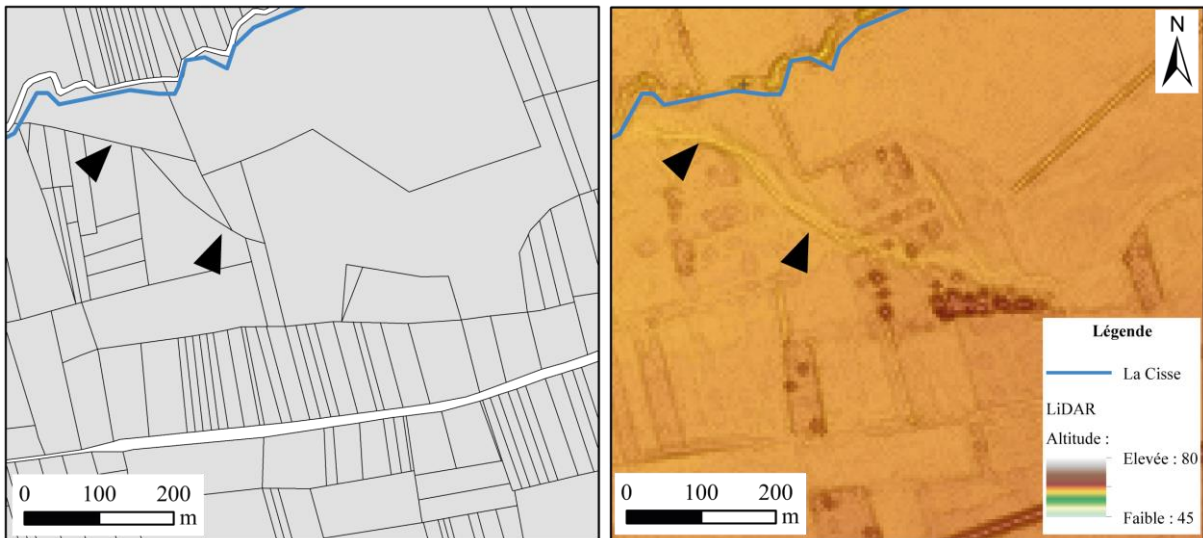 0 100 200
m
N
0 100 200
m
Légende
La Cisse
LiDAR
Altitude :
Elevée : 80
Faible : 45